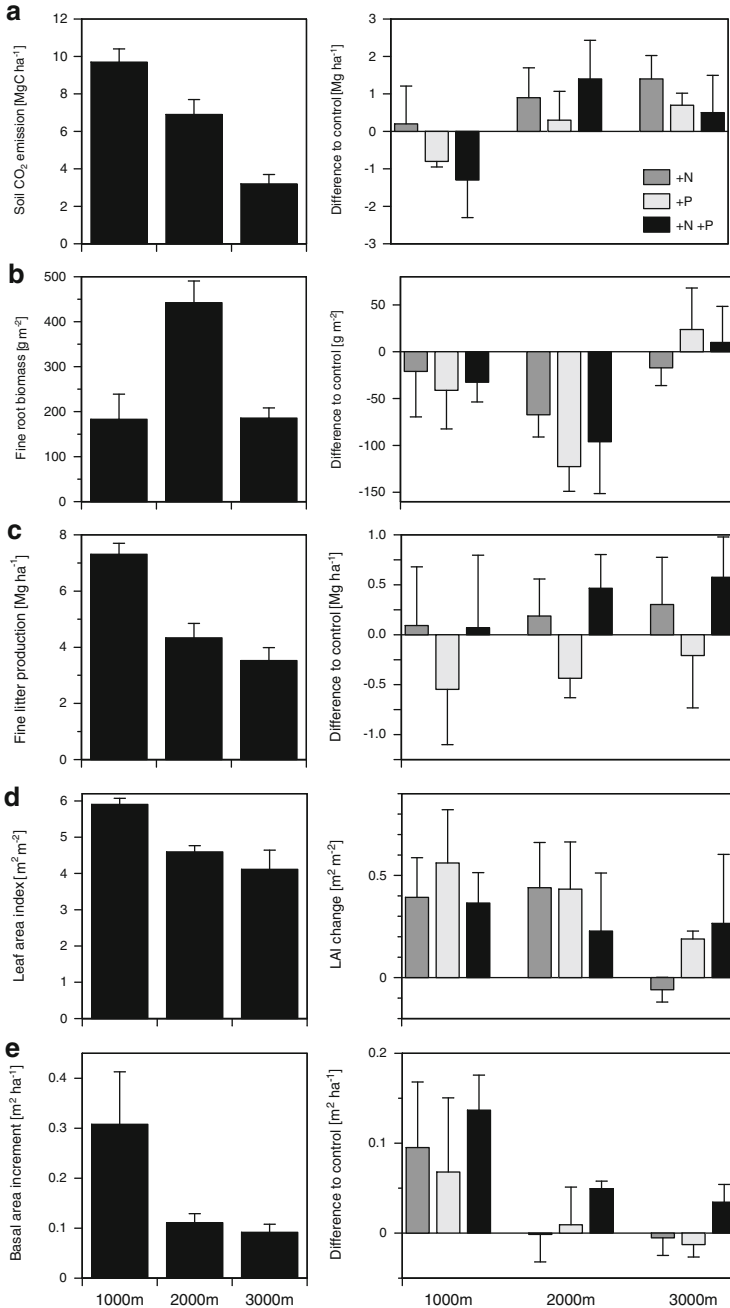 a
Soil CO2 emission [MgC ha-1]
12
10
8
6
4
2
0
Difference to control [Mg ha-1]
3
2
1
0
-1
-2
-3
+N
+P
+N +P
b
Fine root biomass [g m-2]
500
450
300
200
100
0
Difference to control [g m-2]
50
0
-50
-100
-150
c
Fine litter production [Mg ha-1]
8
6
4
2
0
Difference to control [Mg ha-1]
1.0
0.5
0.0
-0.5
-1.0
d
Leaf area index [m2 m-2]
6
5
4
3
2
1
0
LAI change [m2 m-2]
0.5
0
e
Basal area increment [m2 ha-1]
0.4
0.3
0.2
0.1
0
Difference to control [m2 ha-1]
0.2
0.1
0
1000m 2000m 3000m
1000m 2000m 3000m